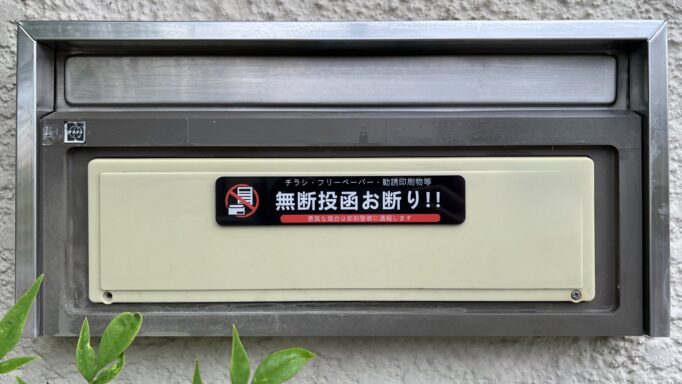 チラシ・フリーペーパー・勧誘印刷物等
無断投函お断り!!
悪質な場合は即刻警察に通報します